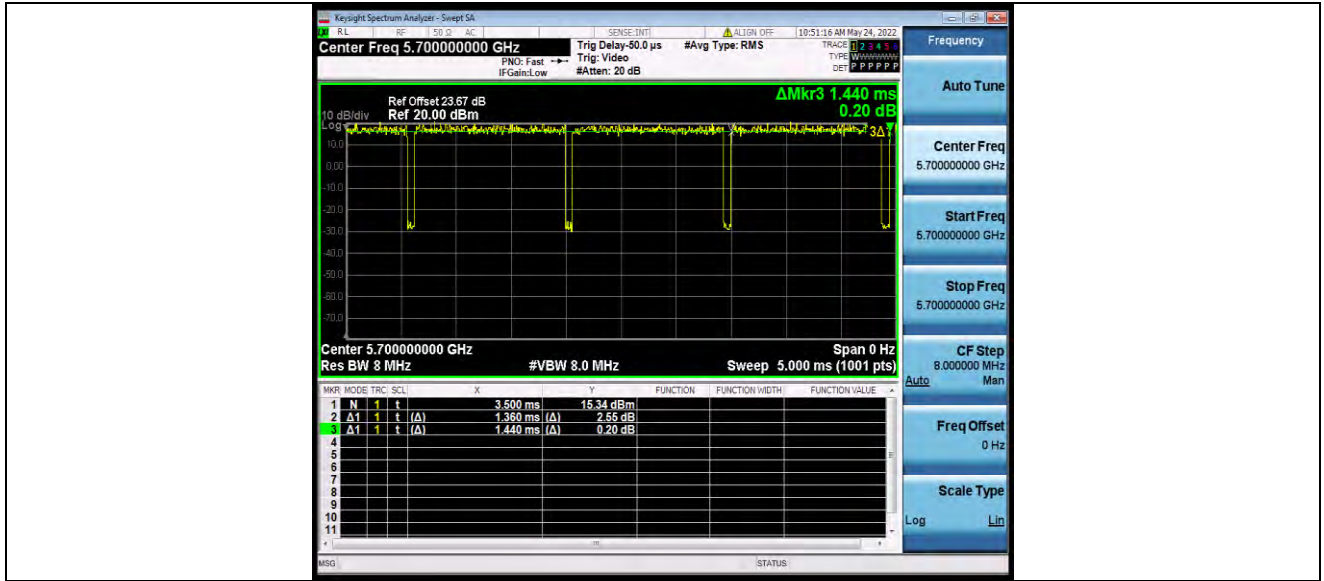 Keysight Spectrum Analyzer - Swept SA
RL RF 50 Ω AC SENSE:INT ALIGN OFF 10:51:16 AM May 24, 2022
Center Freq 5.700000000 GHz Trig Delay-50.0 µs #Avg Type: RMS TRACE 1 2 3 4 5 6
PNO: Fast Trig: Video TYPE WWWWWW
IFGain:Low #Atten: 20 dB DET P P P P P P
Frequency
Auto Tune
ΔMkr3 1.440 ms
0.20 dB
Ref Offset 23.67 dB
10 dB/div Ref 20.00 dBm
Log
3Δ1
10.0
0.00
-10.0
-20.0
-30.0
-40.0
-50.0
-60.0
-70.0
Center 5.700000000 GHz Span 0 Hz
Res BW 8 MHz #VBW 8.0 MHz Sweep 5.000 ms (1001 pts)
MKR MODE TRC SCL X Y FUNCTION FUNCTION WIDTH FUNCTION VALUE
1 N 1 t 3.500 ms 15.34 dBm
2 Δ1 1 t (Δ) 1.360 ms (Δ) 2.55 dB
3 Δ1 1 t (Δ) 1.440 ms (Δ) 0.20 dB
4
5
6
7
8
9
10
11
Center Freq
5.700000000 GHz
Start Freq
5.700000000 GHz
Stop Freq
5.700000000 GHz
CF Step
8.000000 MHz
Auto Man
Freq Offset
0 Hz
Scale Type
Log Lin
MSG STATUS